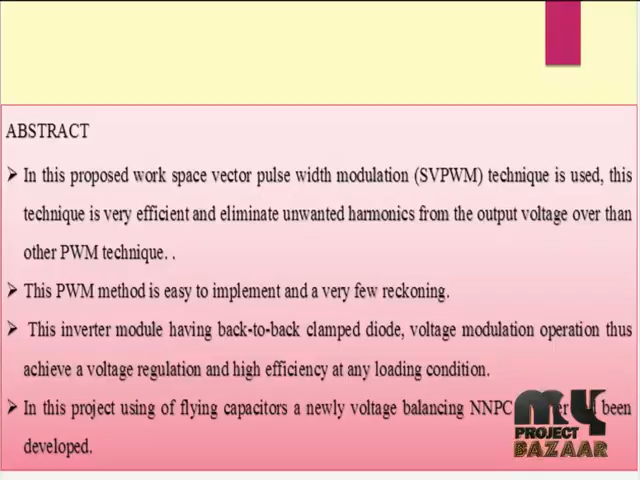 ABSTRACT
➢ In this proposed work space vector pulse width modulation (SVPWM) technique is used, this
technique is very efficient and eliminate unwanted harmonics from the output voltage over than
other PWM technique. .
➢ This PWM method is easy to implement and a very few reckoning.
➢ This inverter module having back-to-back clamped diode, voltage modulation operation thus
achieve a voltage regulation and high efficiency at any loading condition.
➢ In this project using of flying capacitors a newly voltage balancing NNPC been
developed.
MY
PROJECT
BAZAAR